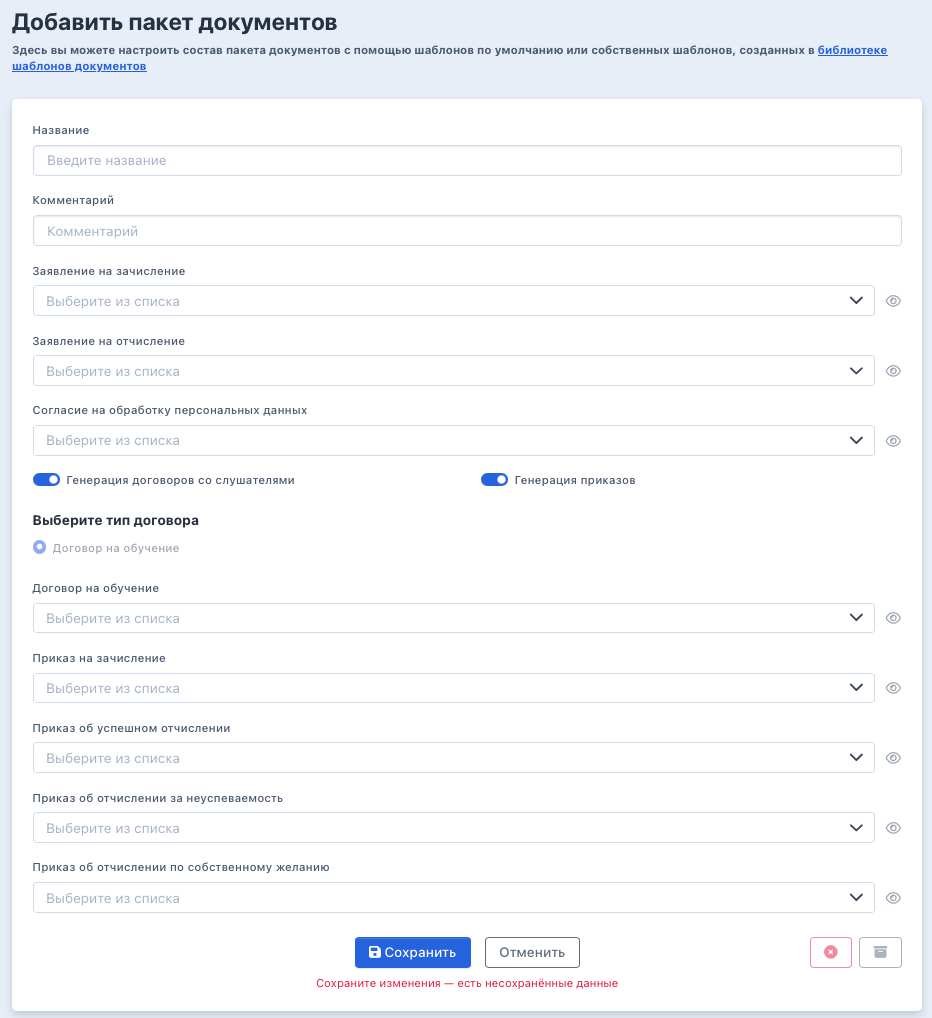 Добавить пакет документов
Здесь вы можете настроить состав пакета документов с помощью шаблонов по умолчанию или собственных шаблонов, созданных в библиотеке
шаблонов документов
Название
Введите название
Комментарий
Комментарий
Заявление на зачисление
Выберите из списка
Заявление на отчисление
Выберите из списка
Согласие на обработку персональных данных
Выберите из списка
Генерация договоров со слушателями
Генерация приказов
Выберите тип договора
Договор на обучение
Договор на обучение
Выберите из списка
Приказ на зачисление
Выберите из списка
Приказ об успешном отчислении
Выберите из списка
Приказ об отчислении за неуспеваемость
Выберите из списка
Приказ об отчислении по собственному желанию
Выберите из списка
Сохранить
Отменить
Сохраните изменения — есть несохранённые данные